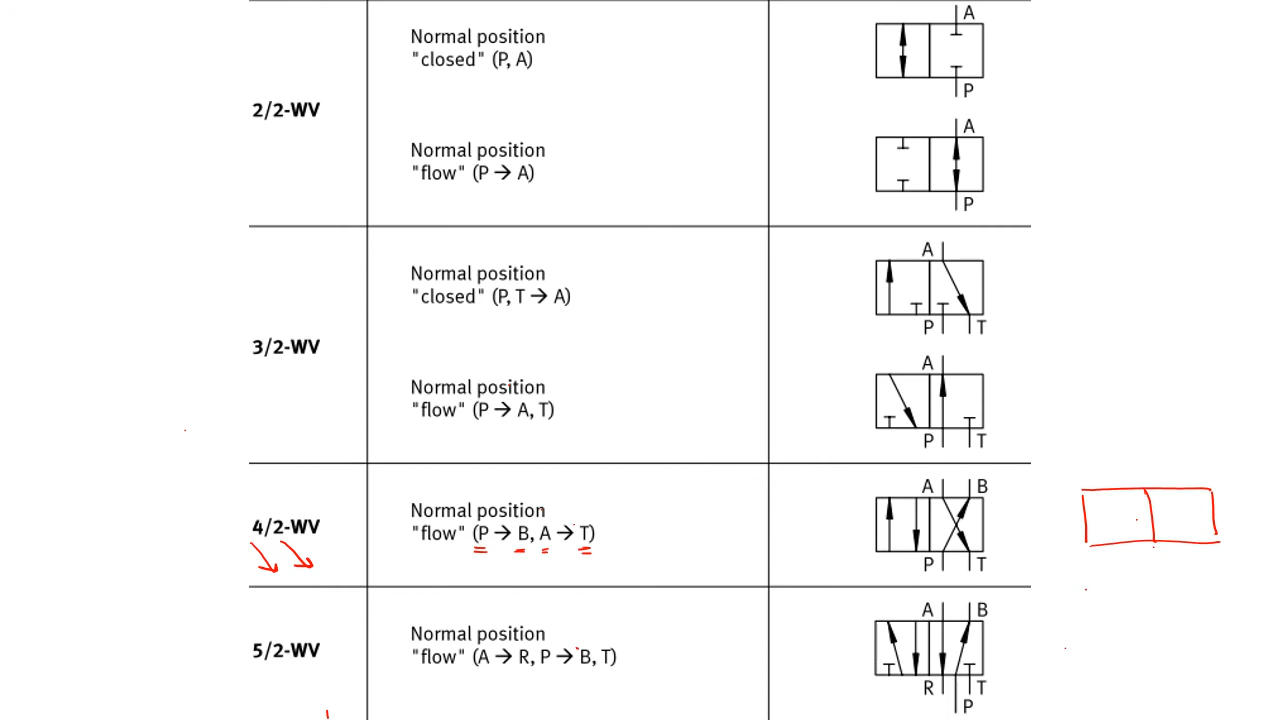 A
Normal position
"closed" (P, A)
P
2/2-WV
A
Normal position
"flow" (P → A)
P
A
Normal position
"closed" (P, T → A)
P T
3/2-WV
A
Normal position
"flow" (P → A, T)
P T
A B
Normal position
4/2-WV
"flow" (P → B, A → T)
P T
A B
Normal position
5/2-WV
"flow" (A → R, P → B, T)
R T
P